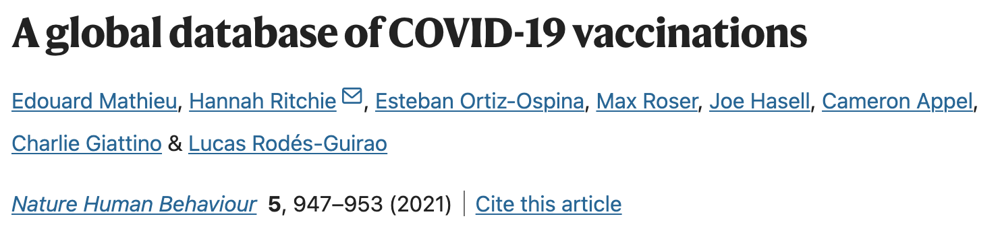 A global database of COVID-19 vaccinations
Edouard Mathieu, Hannah Ritchie, Esteban Ortiz-Ospina, Max Roser, Joe Hasell, Cameron Appel,
Charlie Giattino & Lucas Rodés-Guirao
Nature Human Behaviour 5, 947–953 (2021) | Cite this article